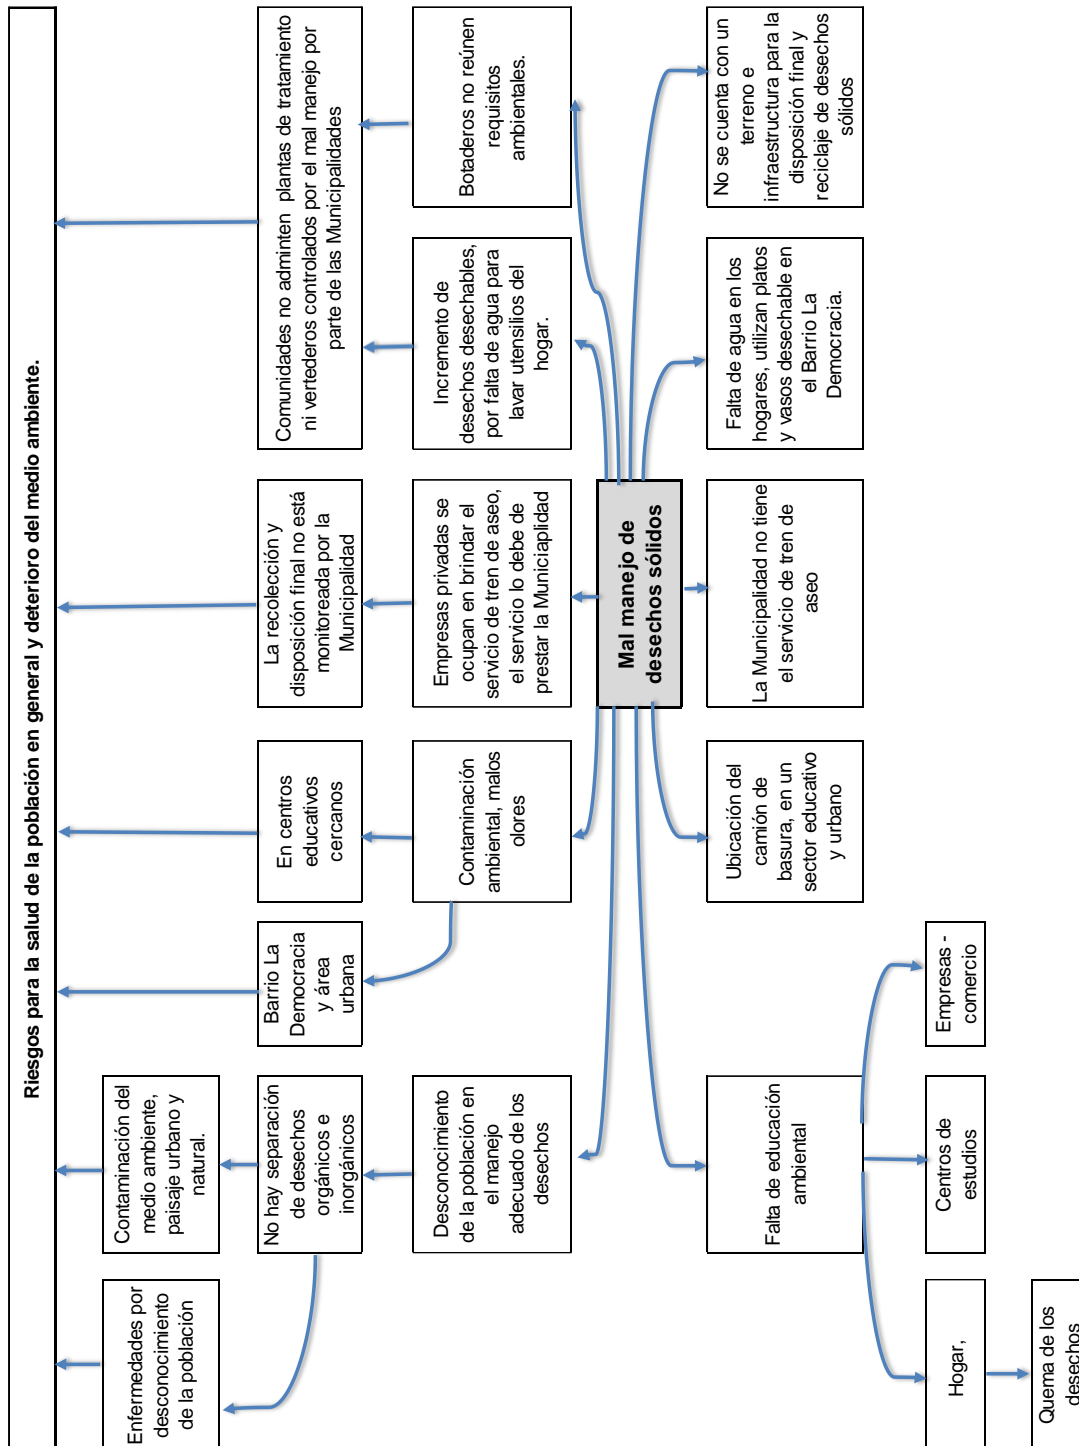 Riesgos para la salud de la población en general y deterioro del medio ambiente.
Enfermedades por
desconocimiento
de la población
Contaminación del
medio ambiente,
paisaje urbano y
natural.
No hay separación
de desechos
orgánicos e
inorgánicos
Barrio La
Democracia
y área
urbana
En centros
educativos
cercanos
La recolección y
disposición final no está
monitoreada por la
Municipalidad
Comunidades no adminten plantas de tratamiento
ni vertederos controlados por el mal manejo por
parte de las Municipalidades
Desconocimiento
de la población en
el manejo
adecuado de los
desechos
Contaminación
ambiental, malos
olores
Empresas privadas se
ocupan en brindar el
servicio de tren de aseo,
el servicio lo debe de
prestar la Municiaplidad
Incremento de
desechos desechables,
por falta de agua para
lavar utensilios del
hogar.
Botaderos no reúnen
requisitos
ambientales.
Mal manejo de
desechos sólidos
Falta de educación
ambiental
Ubicación del
camión de
basura, en un
sector educativo
y urbano
La Municipalidad no tiene
el servicio de tren de
aseo
Falta de agua en los
hogares, utilizan platos
y vasos desechable en
el Barrio La
Democracia.
No se cuenta con un
terreno e
infraestructura para la
disposición final y
reciclaje de desechos
sólidos
Hogar,
Centros de
estudios
Empresas -
comercio
Quema de los
desechos